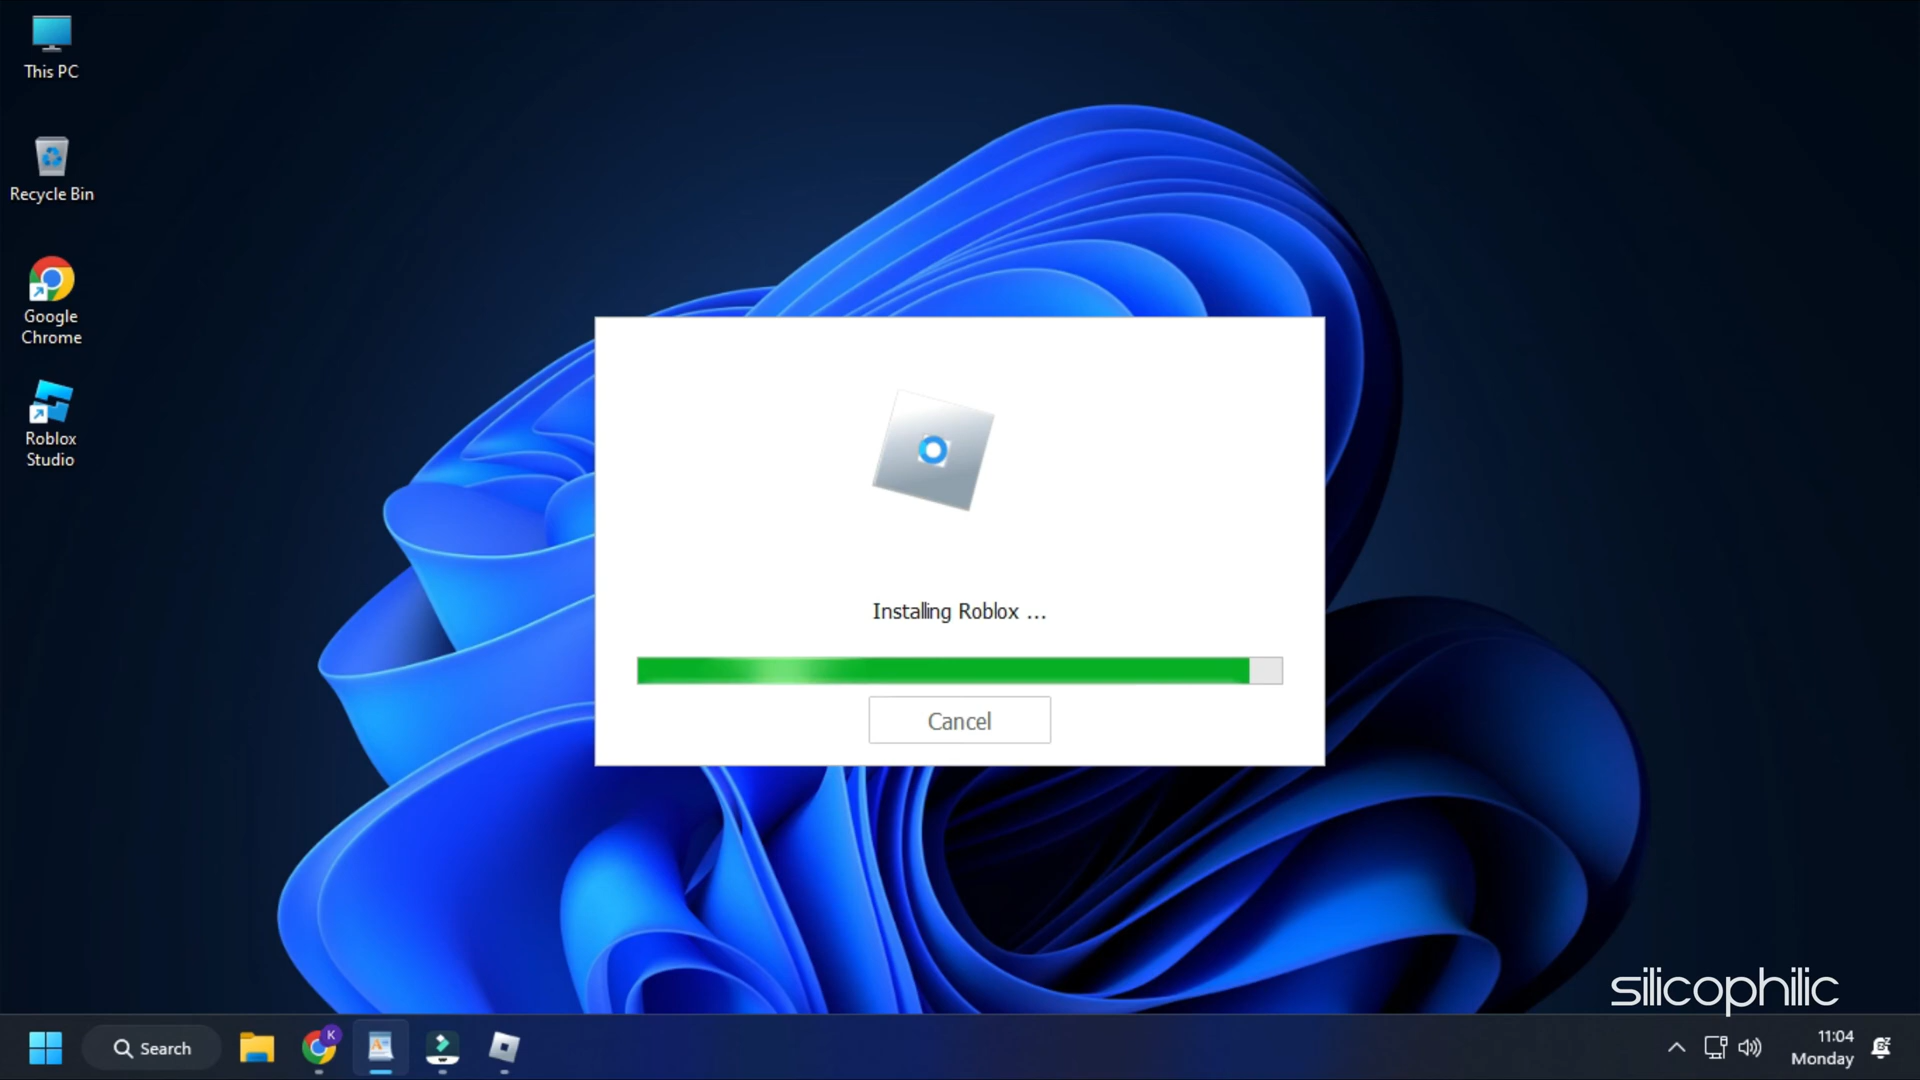 This PC
Recycle Bin
Google
Chrome
Roblox
Studio
Installing Roblox ...
Cancel
silicophilic
Search
K
11:04
Monday